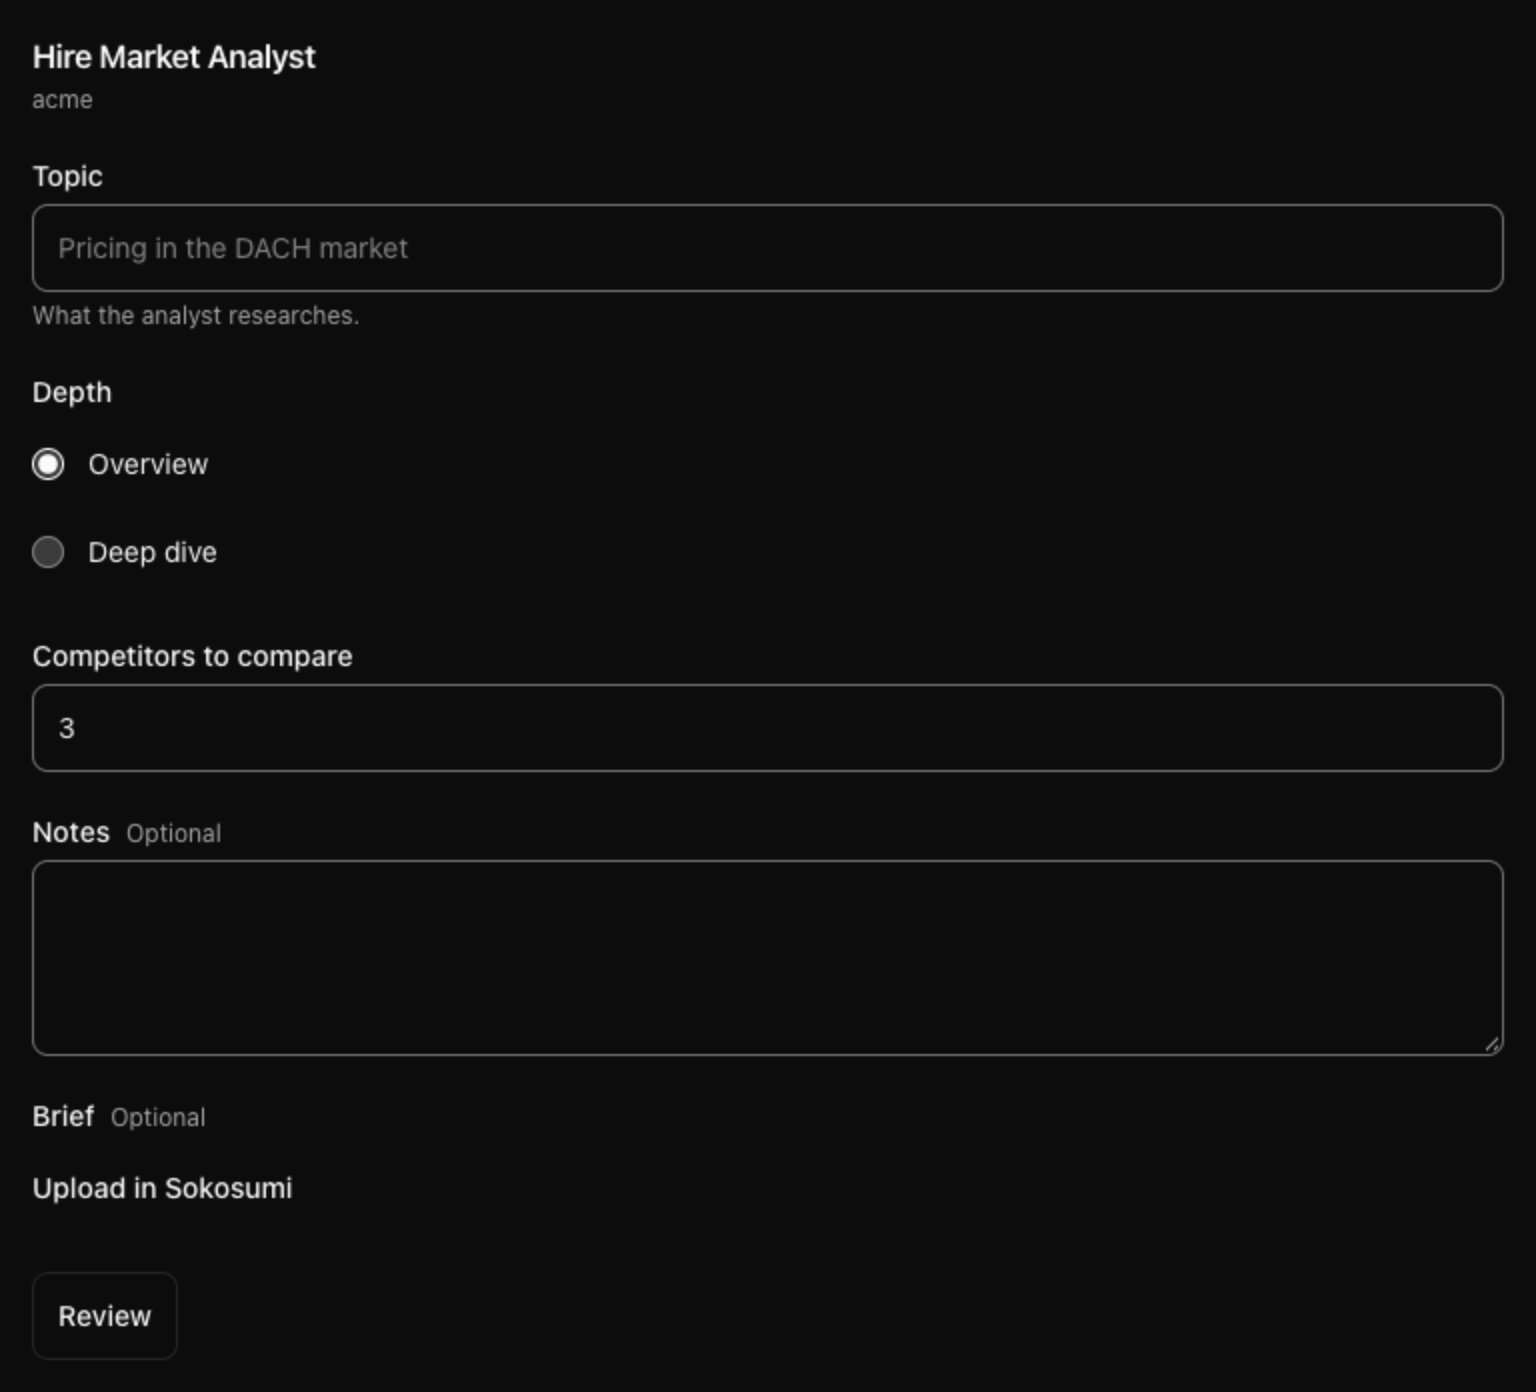 Hire Market Analyst
acme
Topic
Pricing in the DACH market
What the analyst researches.
Depth
Overview
Deep dive
Competitors to compare
3
Notes Optional
Brief Optional
Upload in Sokosumi
Review